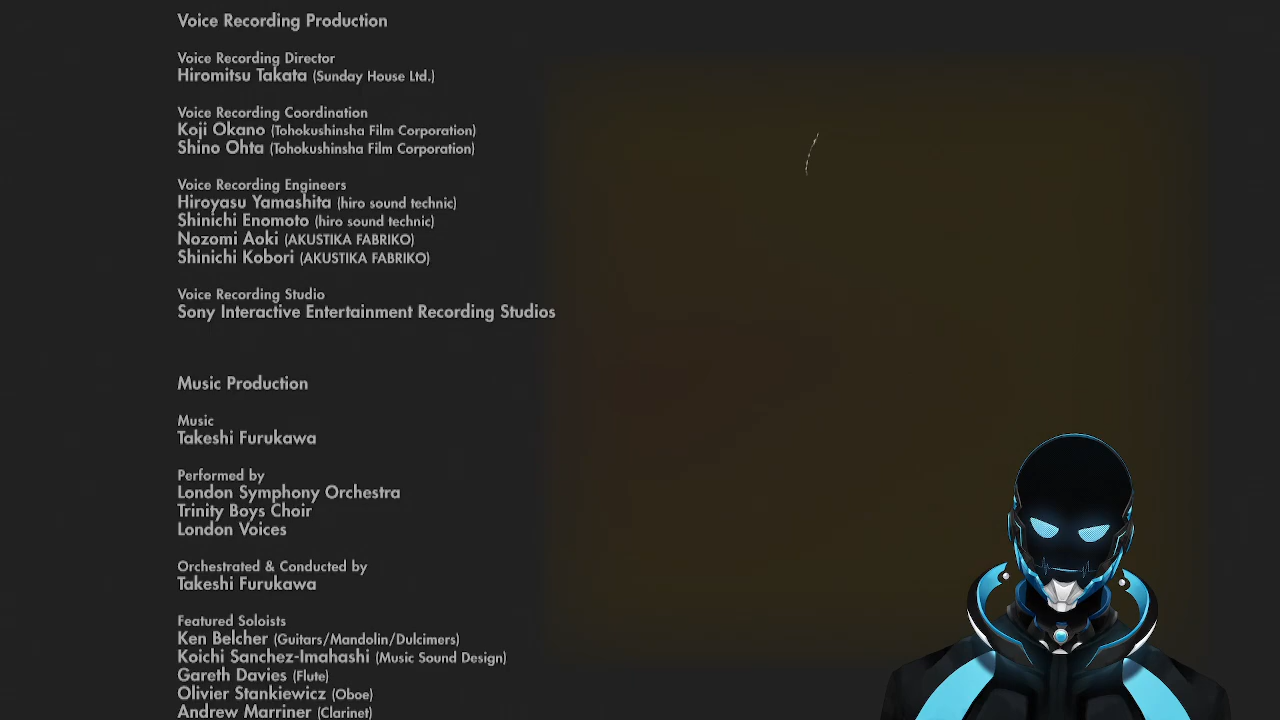 Voice Recording Production
Voice Recording Director
Hiromitsu Takata (Sunday House Ltd.)
Voice Recording Coordination
Koji Okano (Tohokushinsha Film Corporation)
Shino Ohta (Tohokushinsha Film Corporation)
Voice Recording Engineers
Hiroyasu Yamashita (hiro sound technic)
Shinichi Enomoto (hiro sound technic)
Nozomi Aoki (AKUSTIKA FABRIKO)
Shinichi Kobori (AKUSTIKA FABRIKO)
Voice Recording Studio
Sony Interactive Entertainment Recording Studios
Music Production
Music
Takeshi Furukawa
Performed by
London Symphony Orchestra
Trinity Boys Choir
London Voices
Orchestrated & Conducted by
Takeshi Furukawa
Featured Soloists
Ken Belcher (Guitars/Mandolin/Dulcimers)
Koichi Sanchez-Imahashi (Music Sound Design)
Gareth Davies (Flute)
Olivier Stankiewicz (Oboe)
Andrew Marriner (Clarinet)